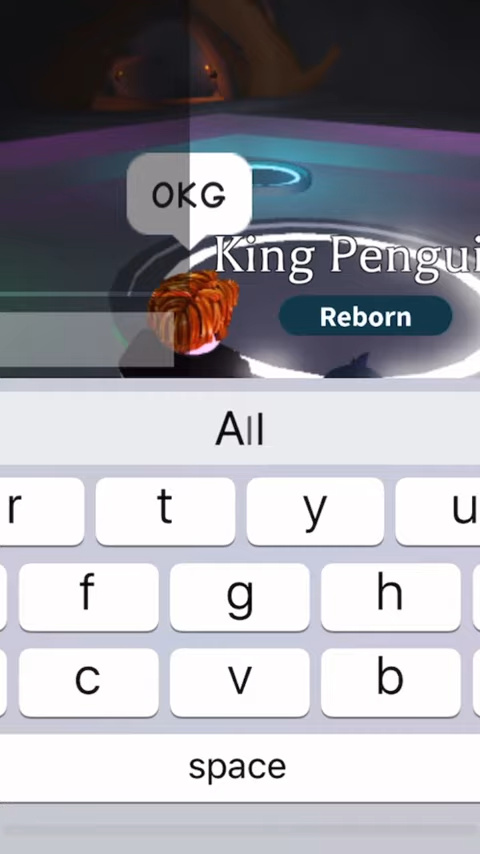 OKG
King Pengui
Reborn
All
r t y u
f g h
c v b
space